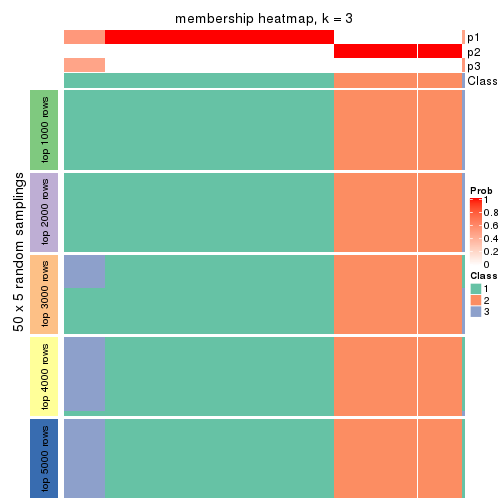 membership heatmap, k = 3
p1
p2
p3
Class
50 x 5 random samplings
top 1000 rows
top 2000 rows
top 3000 rows
top 4000 rows
top 5000 rows
Prob
1
0.8
0.6
0.4
0.2
0
Class
1
2
3